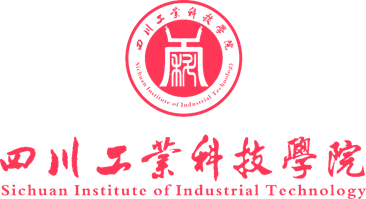 四川工業科技學院
Sichuan Institute of Industrial Technology
四川工業科技學院
Sichuan Institute of Industrial Technology